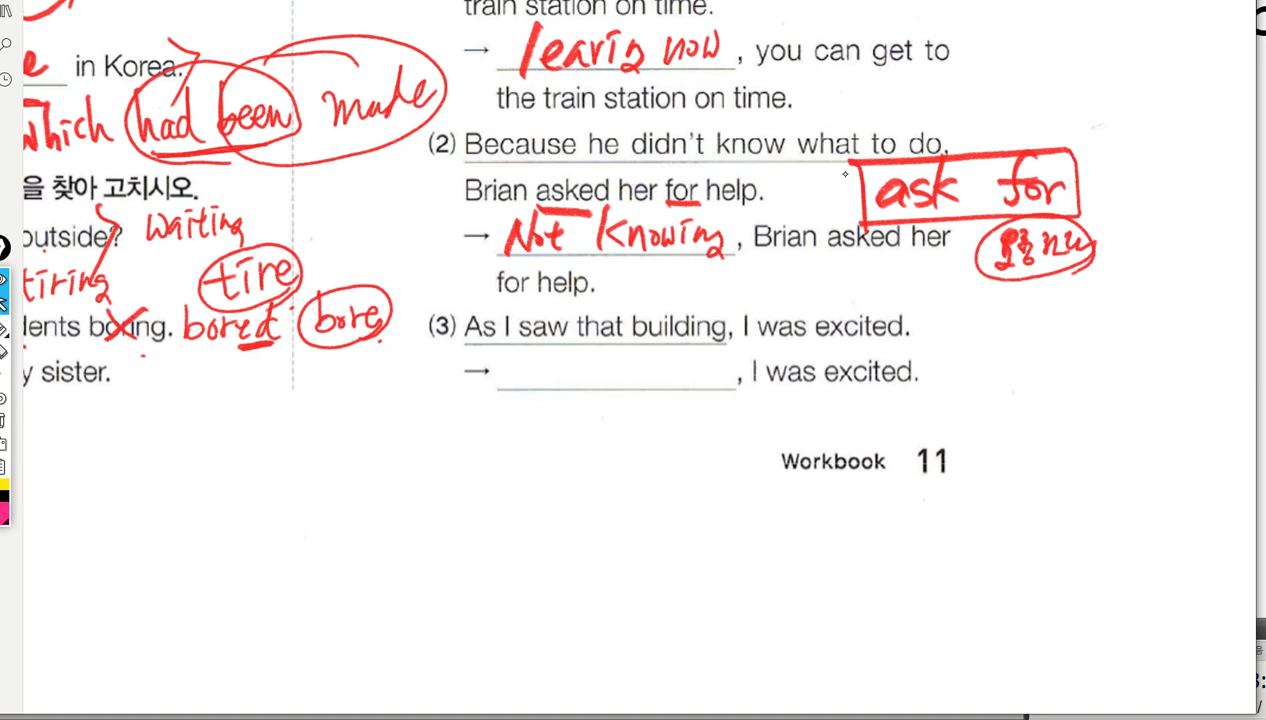 in Korea.
which had been made
을 찾아 고치시오.
outside? waiting
tiring tire
dents boring. bored bore
y sister.
train station on time.
→ leavig now, you can get to
the train station on time.
(2) Because he didn't know what to do,
Brian asked her for help. ask for
→ Not knowing, Brian asked her
for help.
(3) As I saw that building, I was excited.
→ , I was excited.
Workbook 11